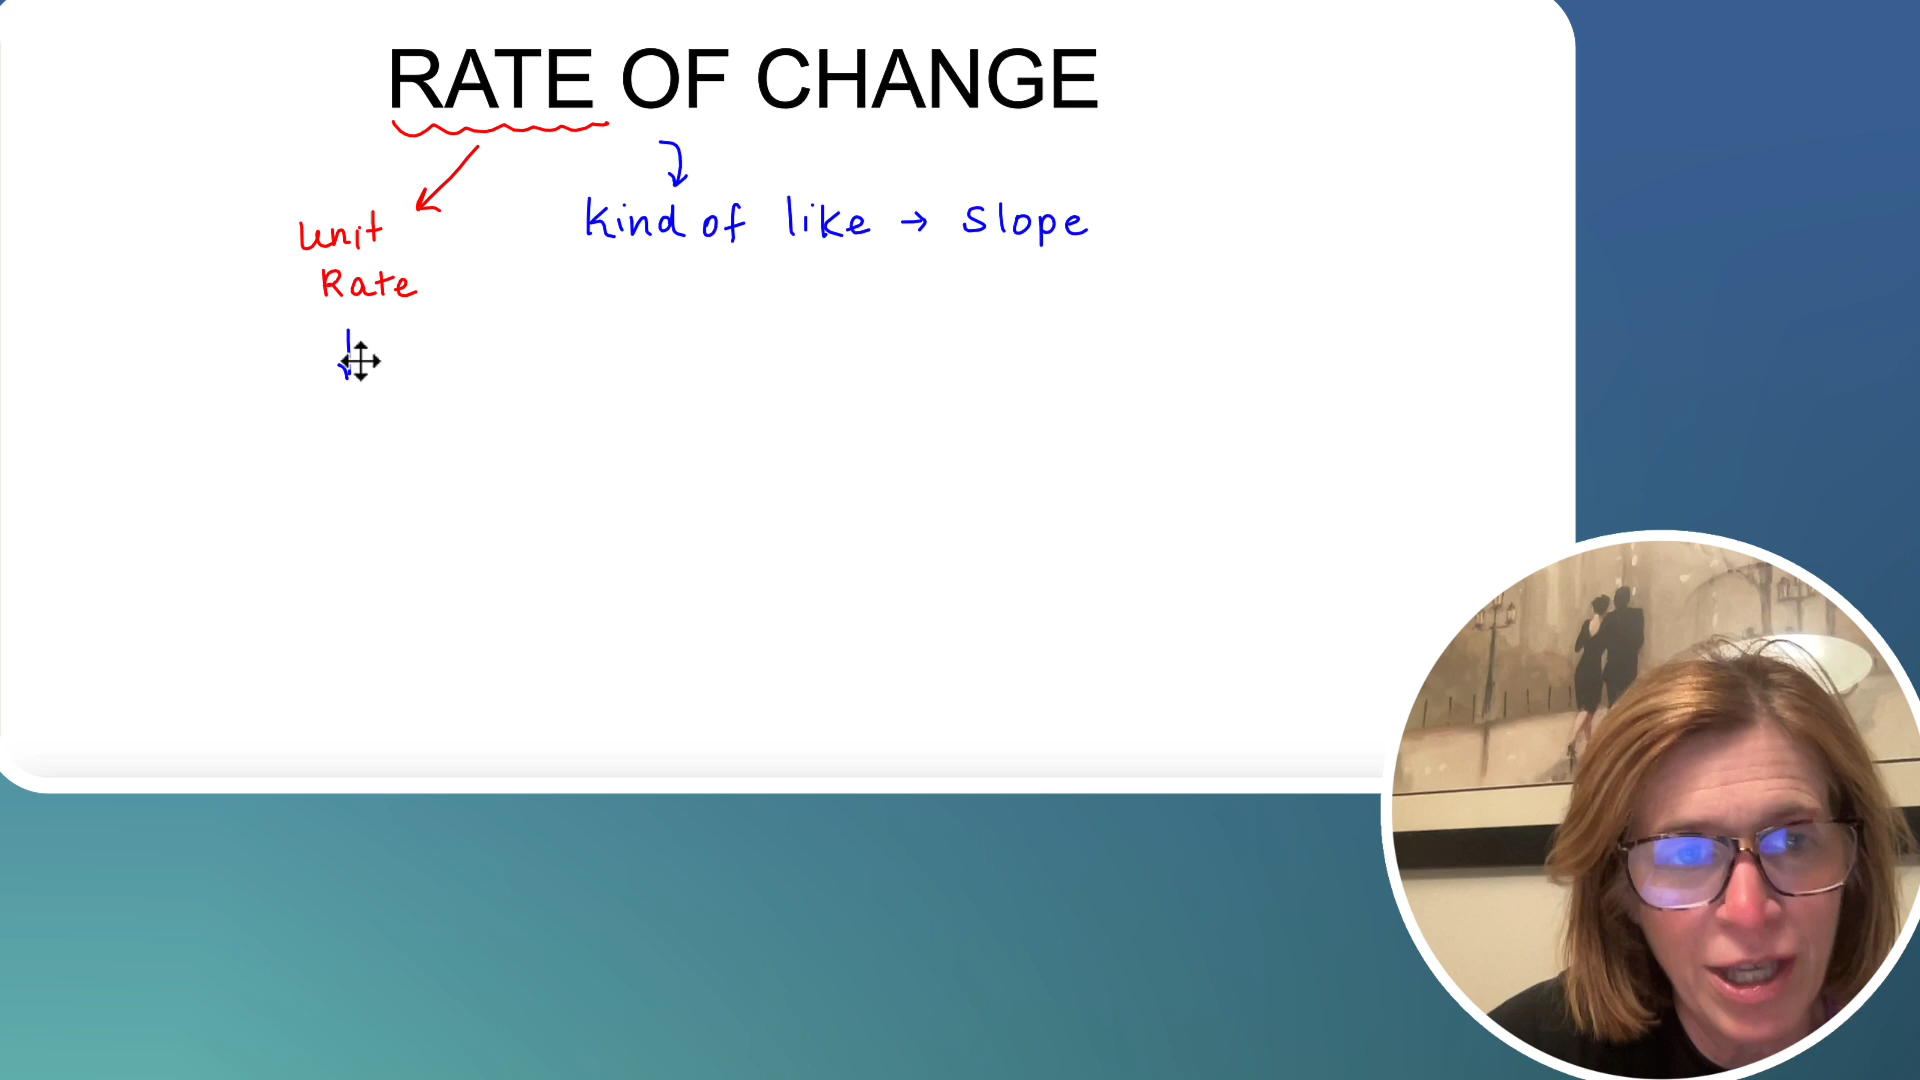 RATE OF CHANGE
Unit
Rate
Kind of like → Slope